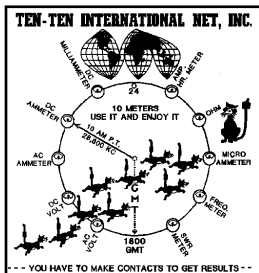 TEN-TEN INTERNATIONAL NET, INC.
DC MILLIAMMETER
24
AMP. HR. METER
DC AMMETER
10 METERS
USE IT AND ENJOY IT
OHM
10 AM P.T.
28,800 KC
AC AMMETER
MICRO AMMETER
G
M
T
DC VOLT
FREQ. METER
AC VOLT
1800
GMT
SWR METER
--- YOU HAVE TO MAKE CONTACTS TO GET RESULTS ---